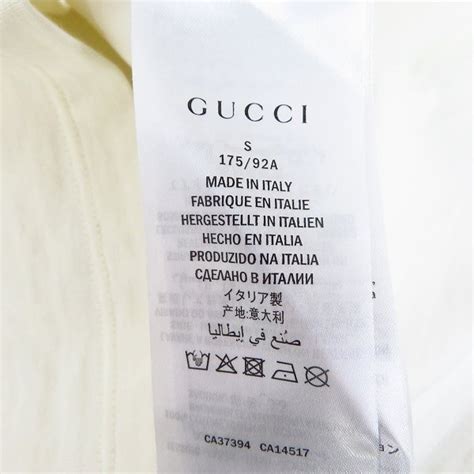 GUCCI
S
175/92A
MADE IN ITALY
FABRIQUE EN ITALIE
HERGESTELLT IN ITALIEN
HECHO EN ITALIA
PRODUZIDO NA ITALIA
СДЕЛАНО В ИТАЛИИ
イタリア製
产地:意大利
صُنع في إيطاليا
CA37394 CA14517